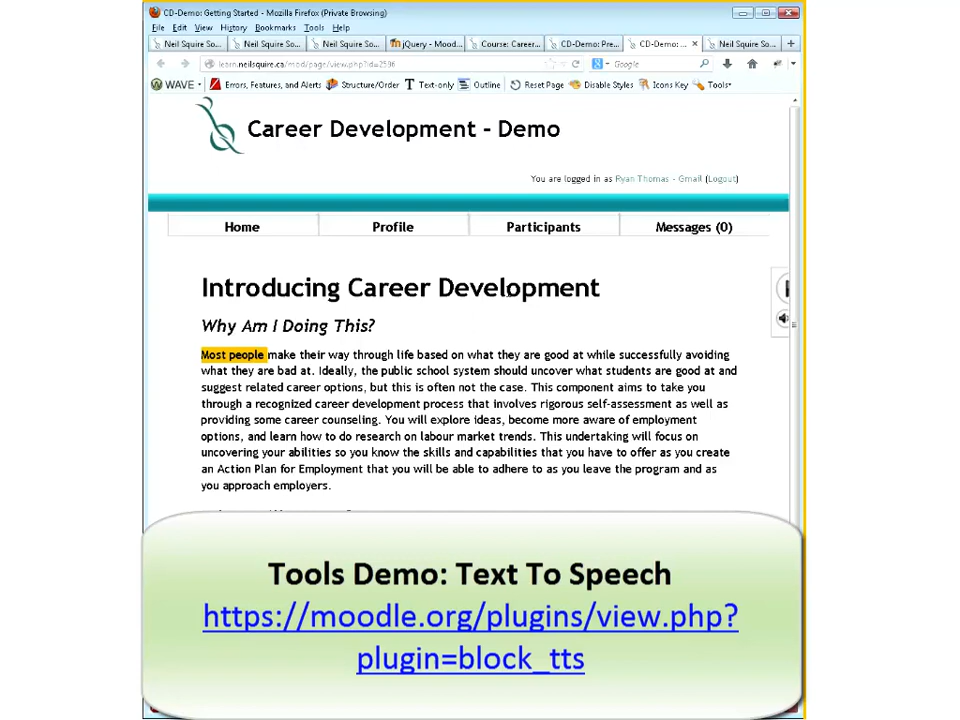 CD-Demo: Getting Started - Mozilla Firefox (Private Browsing)
File Edit View History Bookmarks Tools Help
Neil Squire So... Neil Squire So... Neil Squire So... jQuery - Mood... Course: Career... CD-Demo: Pre... CD-Demo: ... × Neil Squire So... +
learn.neilsquire.ca/mod/page/view.php?id=2596 Google
WAVE Errors, Features, and Alerts Structure/Order Text-only Outline Reset Page Disable Styles Icons Key Tools
Career Development - Demo
You are logged in as Ryan Thomas - Gmail (Logout)
Home Profile Participants Messages (0)
Introducing Career Development
Why Am I Doing This?
Most people make their way through life based on what they are good at while successfully avoiding
what they are bad at. Ideally, the public school system should uncover what students are good at and
suggest related career options, but this is often not the case. This component aims to take you
through a recognized career development process that involves rigorous self-assessment as well as
providing some career counseling. You will explore ideas, become more aware of employment
options, and learn how to do research on labour market trends. This undertaking will focus on
uncovering your abilities so you know the skills and capabilities that you have to offer as you create
an Action Plan for Employment that you will be able to adhere to as you leave the program and as
you approach employers.
Tools Demo: Text To Speech
https://moodle.org/plugins/view.php?
plugin=block_tts